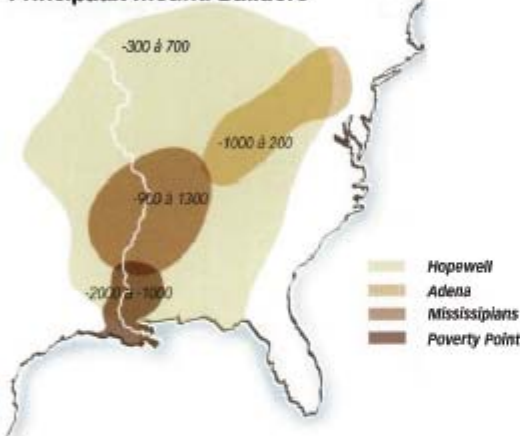 Principaux Mound Builders
-300 à 700
-1000 à 200
-900 à 1300
-2000 à -1000
Hopewell
Adena
Mississipians
Poverty Point